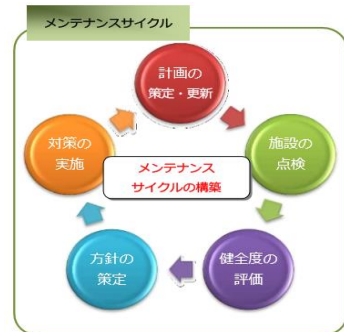 メンテナンスサイクル
計画の
策定・更新
施設の
点検
健全度の
評価
方針の
策定
対策の
実施
メンテナンス
サイクルの構築